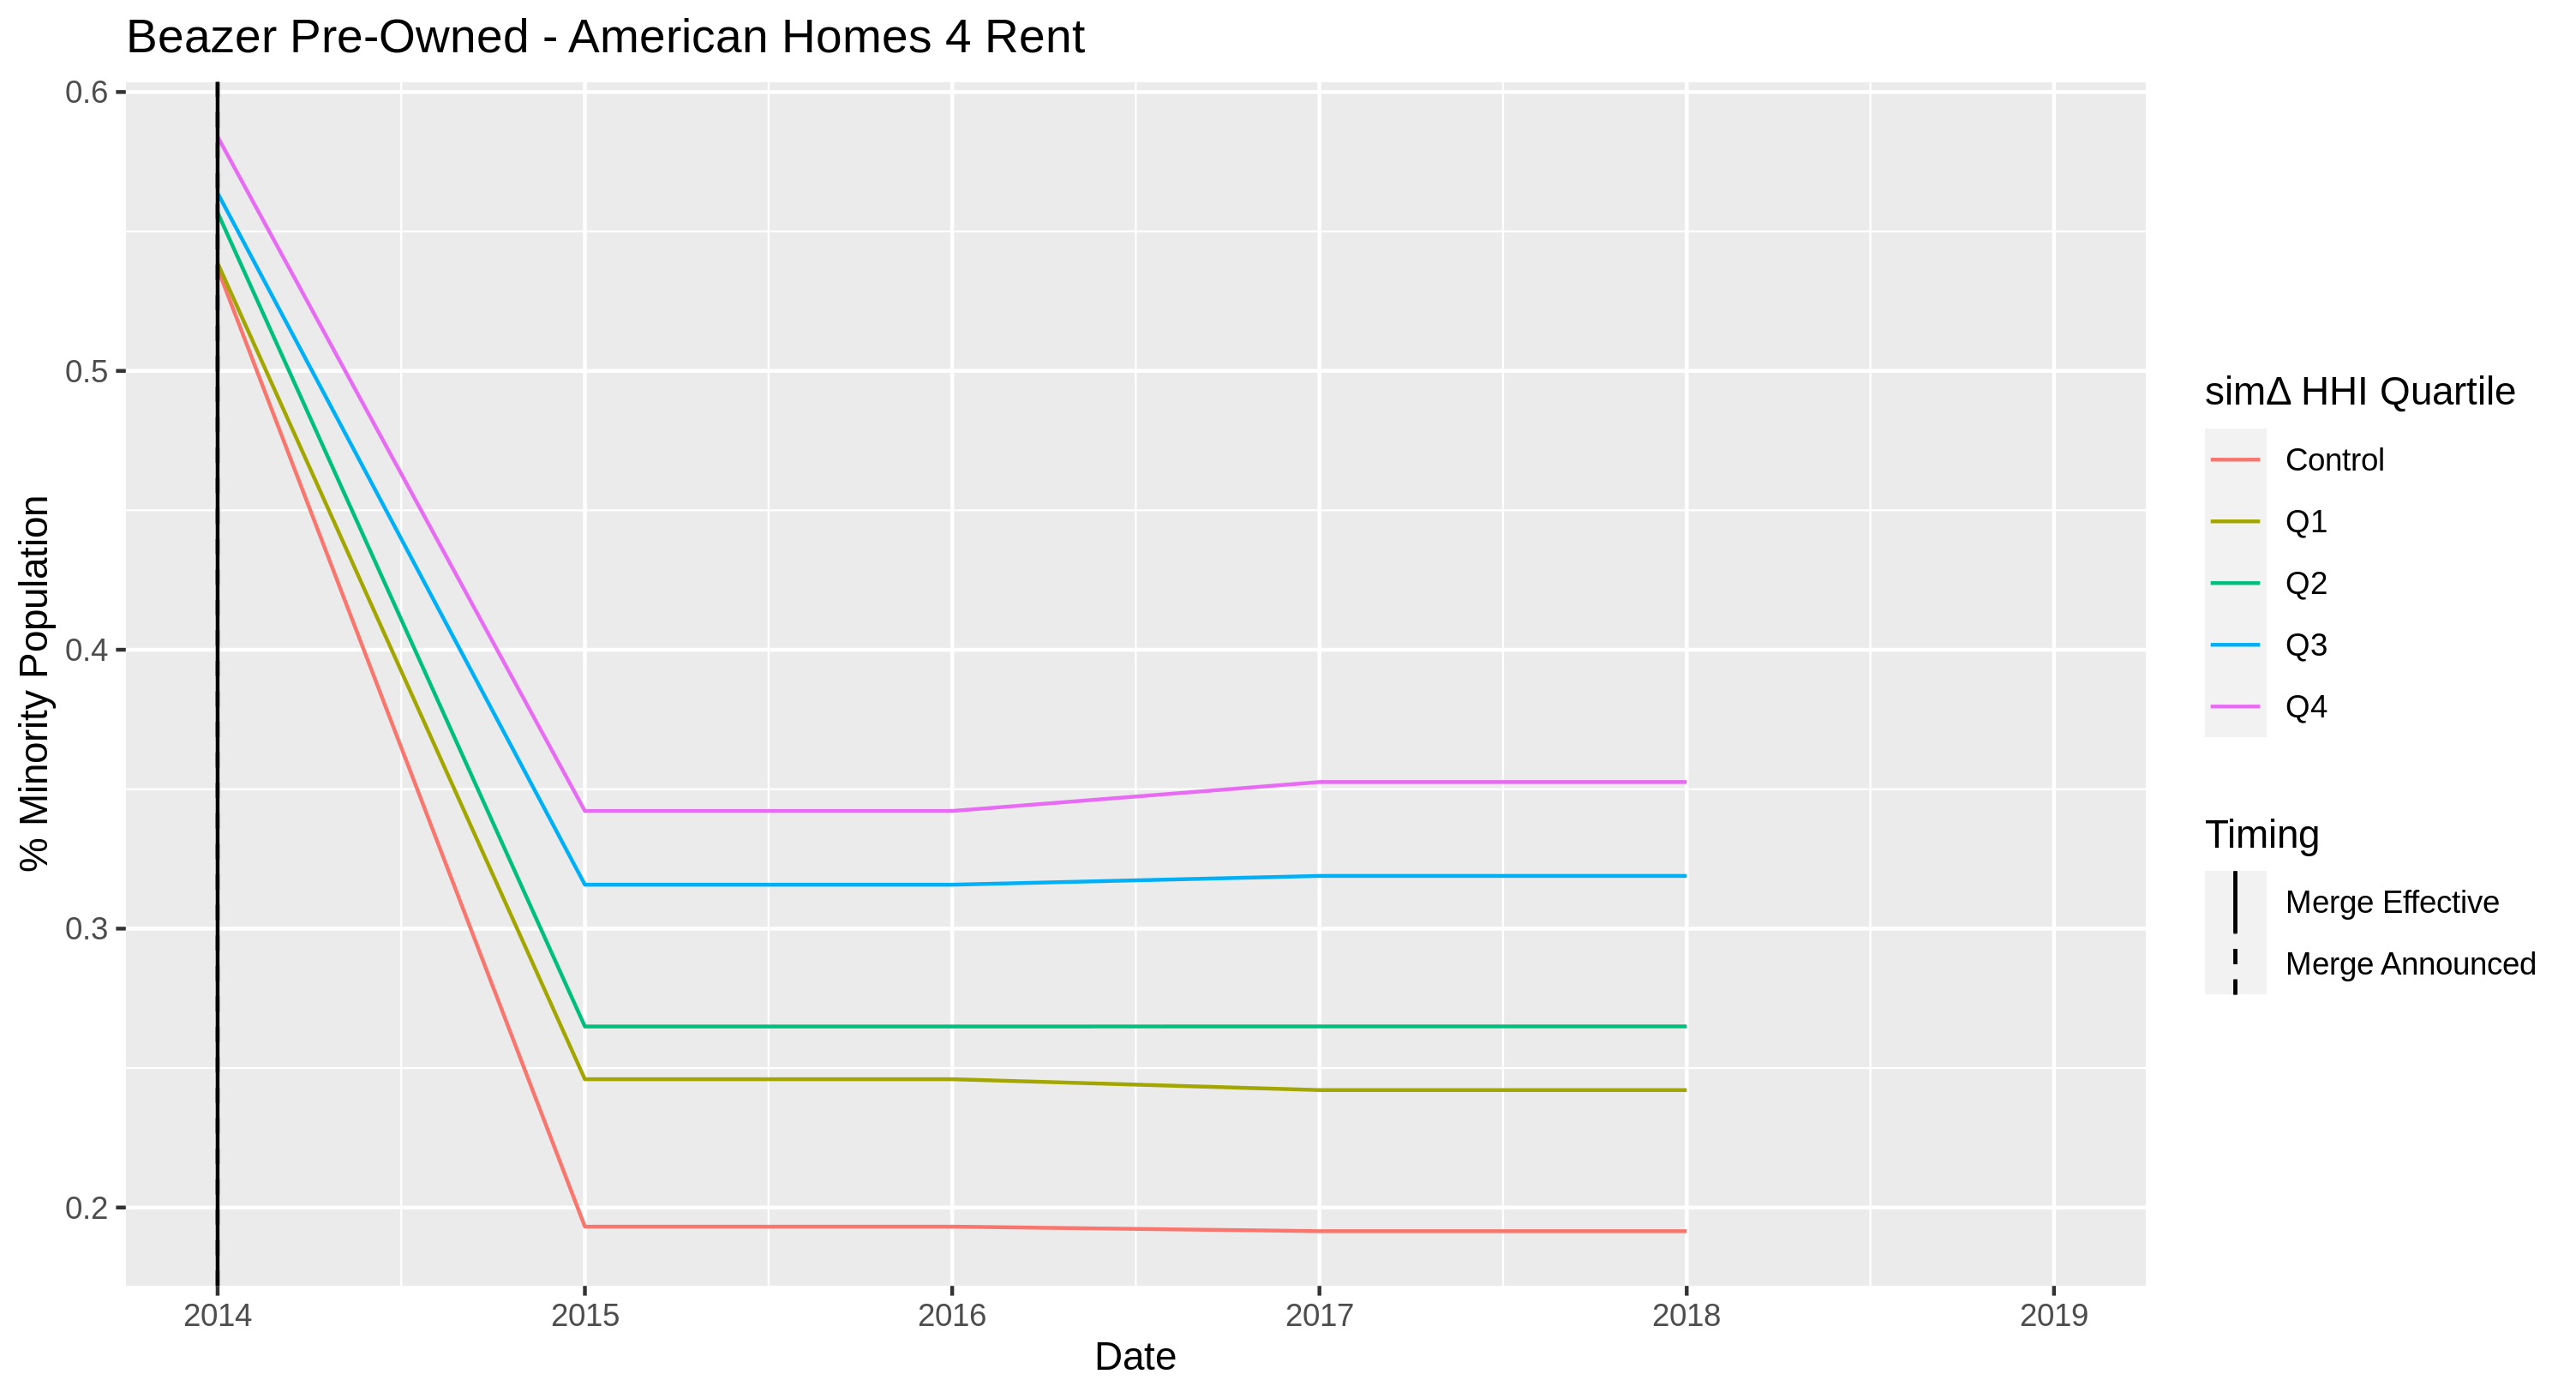 Beazer Pre-Owned - American Homes 4 Rent
0.6
0.5
0.4
0.3
0.2
% Minority Population
2014 2015 2016 2017 2018 2019
Date
simΔ HHI Quartile
Control
Q1
Q2
Q3
Q4
Timing
Merge Effective
Merge Announced